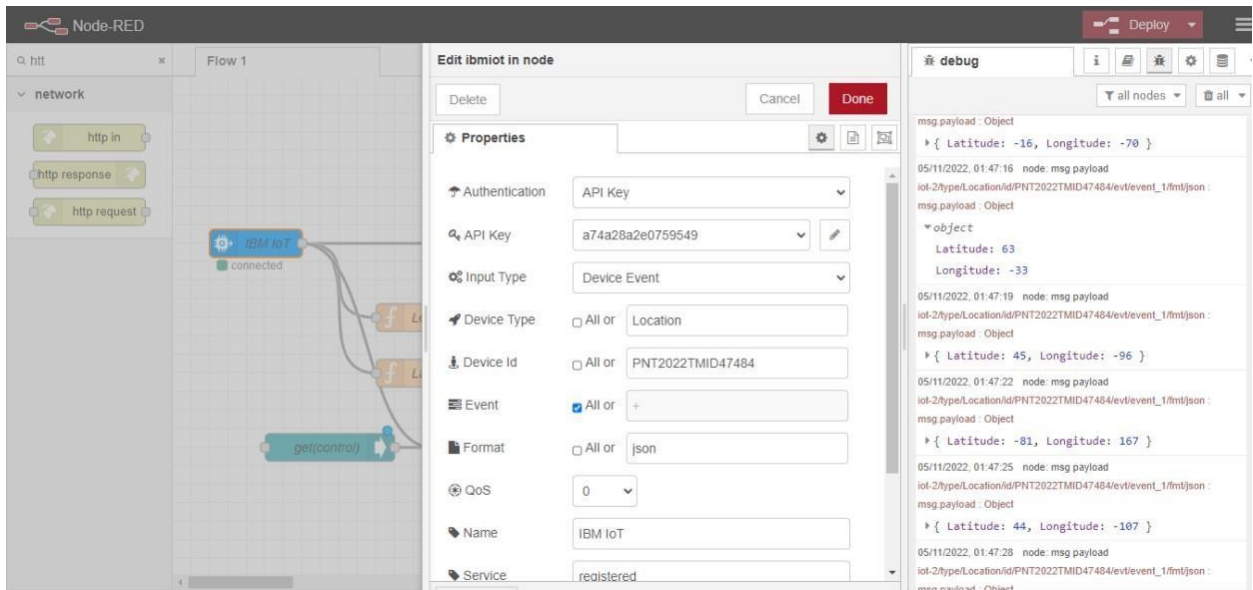 Node-RED
Deploy
htt
network
http in
http response
http request
Flow 1
IBM IoT
connected
get(control)
Edit ibmiot in node
Delete
Cancel
Done
Properties
Authentication
API Key
API Key
a74a28a2e0759549
Input Type
Device Event
Device Type
All or
Location
Device Id
All or
PNT2022TMID47484
Event
All or
+
Format
All or
json
QoS
0
Name
IBM IoT
Service
registered
debug
i
all nodes
all
msg.payload : Object
{ Latitude: -16, Longitude: -70 }
05/11/2022, 01:47:16 node: msg payload
iot-2/type/Location/id/PNT2022TMID47484/evt/event_1/fmt/json :
msg.payload : Object
object
Latitude: 63
Longitude: -33
05/11/2022, 01:47:19 node: msg payload
iot-2/type/Location/id/PNT2022TMID47484/evt/event_1/fmt/json :
msg.payload : Object
{ Latitude: 45, Longitude: -96 }
05/11/2022, 01:47:22 node: msg payload
iot-2/type/Location/id/PNT2022TMID47484/evt/event_1/fmt/json :
msg.payload : Object
{ Latitude: -81, Longitude: 167 }
05/11/2022, 01:47:25 node: msg payload
iot-2/type/Location/id/PNT2022TMID47484/evt/event_1/fmt/json :
msg.payload : Object
{ Latitude: 44, Longitude: -107 }
05/11/2022, 01:47:28 node: msg payload
iot-2/type/Location/id/PNT2022TMID47484/evt/event_1/fmt/json :
msg.payload : Object